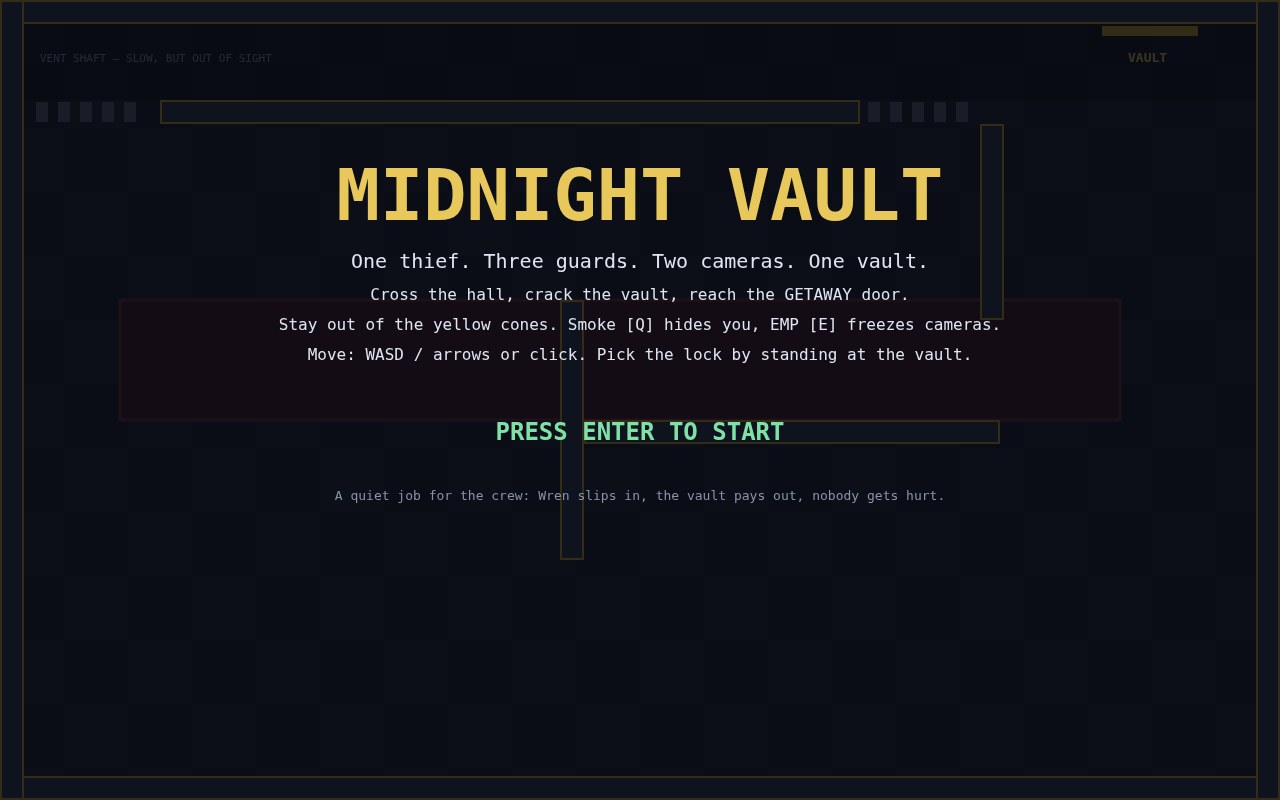 VENT SHAFT — SLOW, BUT OUT OF SIGHT
VAULT
MIDNIGHT VAULT
One thief. Three guards. Two cameras. One vault.
Cross the hall, crack the vault, reach the GETAWAY door.
Stay out of the yellow cones. Smoke [Q] hides you, EMP [E] freezes cameras.
Move: WASD / arrows or click. Pick the lock by standing at the vault.
PRESS ENTER TO START
A quiet job for the crew: Wren slips in, the vault pays out, nobody gets hurt.